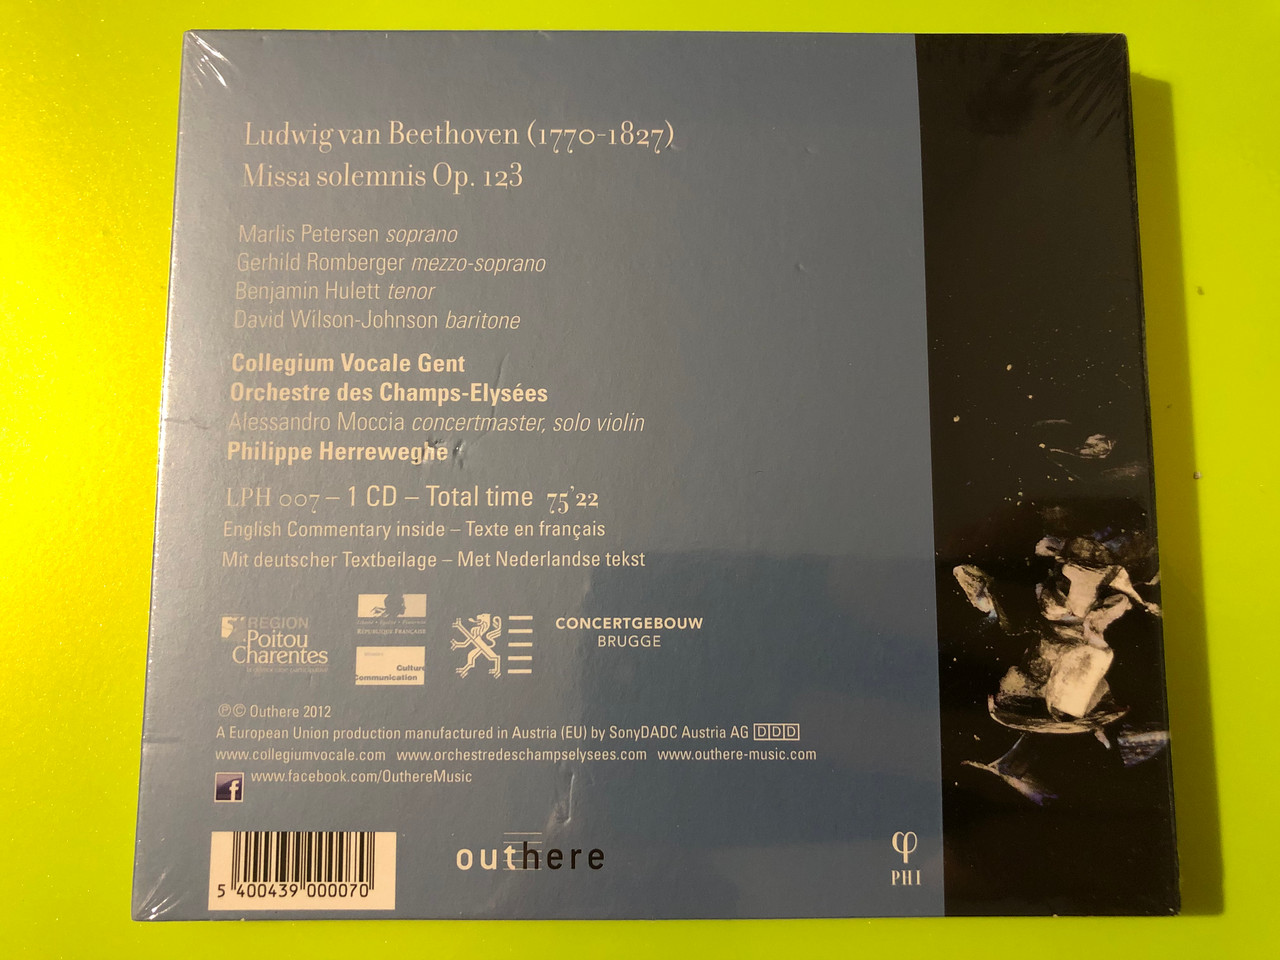 Ludwig van Beethoven (1770-1827)
Missa solemnis Op. 123
Marlis Petersen soprano
Gerhild Romberger mezzo-soprano
Benjamin Hulett tenor
David Wilson-Johnson baritone
Collegium Vocale Gent
Orchestre des Champs-Elysées
Alessandro Moccia concertmaster, solo violin
Philippe Herreweghe
LPH 007 – 1 CD – Total time 75'22
English Commentary inside – Texte en français
Mit deutscher Textbeilage – Met Nederlandse tekst
REGION
Poitou
Charentes
RÉPUBLIQUE FRANÇAISE
Culture
Communication
CONCERTGEBOUW
BRUGGE
℗© Outhere 2012
A European Union production manufactured in Austria (EU) by SonyDADC Austria AG DDD
www.collegiumvocale.com www.orchestredeschampselysees.com www.outhere-music.com
f www.facebook.com/OuthereMusic
5 400439 000070
outhere
φ
PHI